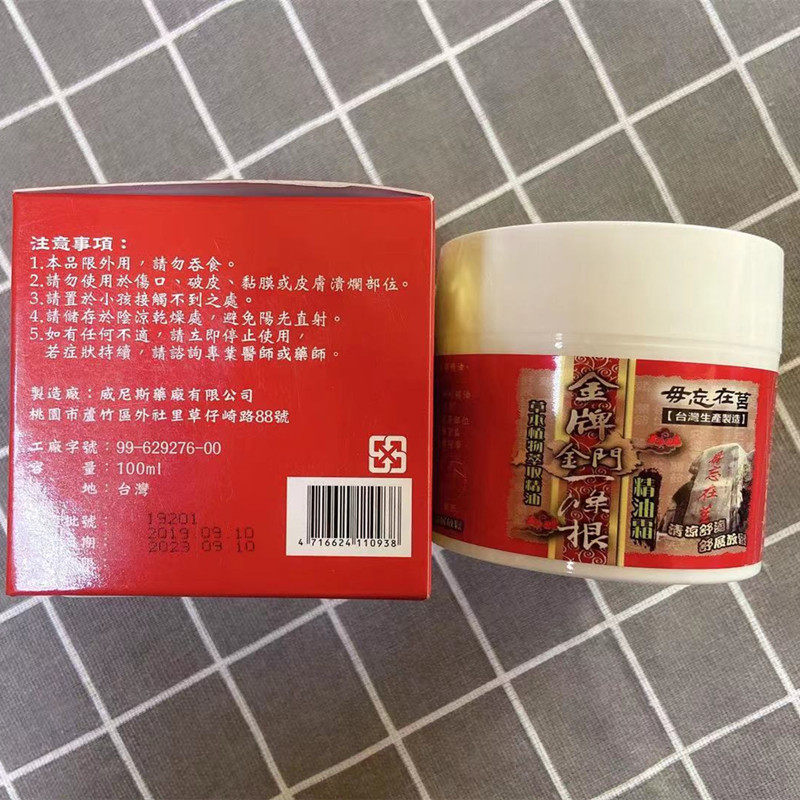 注意事項：
1.本品限外用，請勿吞食。
2.請勿使用於傷口、破皮、黏膜或皮膚潰爛部位。
3.請置於小孩接觸不到之處。
4.請儲存於陰涼乾燥處，避免陽光直射。
5.如有任何不適，請立即停止使用，
若症狀持續，請諮詢專業醫師或藥師。
製造廠：威尼斯藥廠有限公司
桃園市蘆竹區外社里草仔崎路88號
工廠字號：99-629276-00
容 量：100ml
地：台灣
批號：19201
期：2019 09.10
2023 09.10
4 716624 110938
金牌
金門
一條根
草本植物萃取精油
精油霜
毋忘在莒
【台灣生產製造】
毋忘在莒
清涼舒適